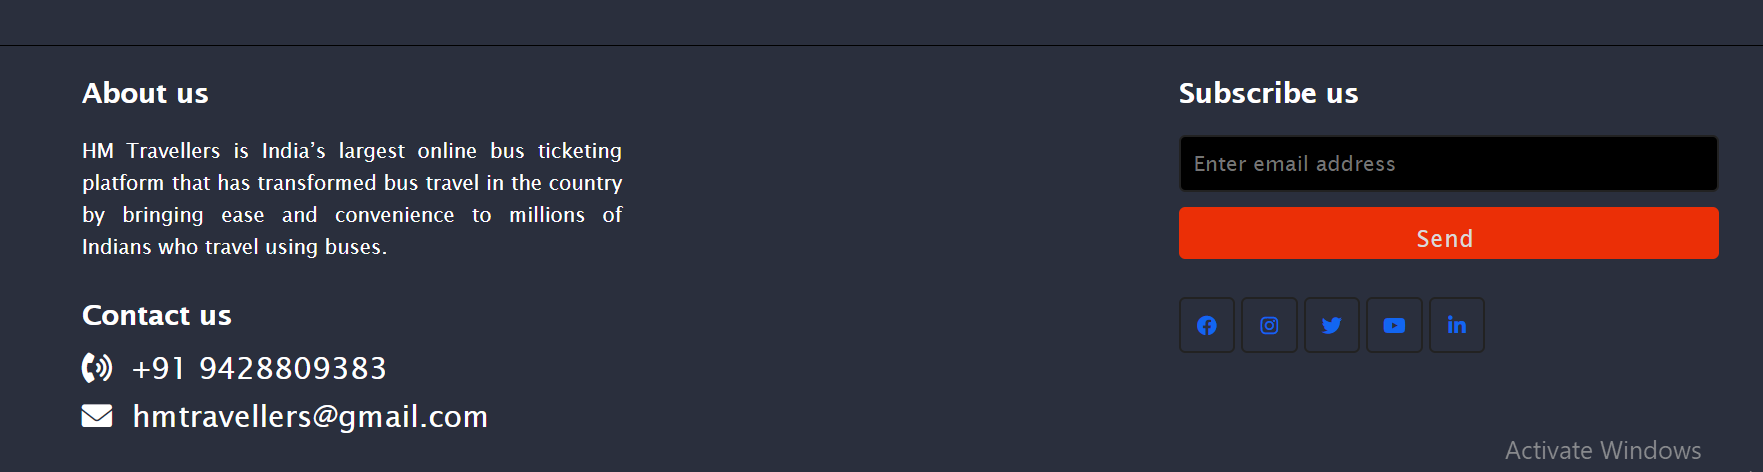 About us
HM Travellers is India’s largest online bus ticketing
platform that has transformed bus travel in the country
by bringing ease and convenience to millions of
Indians who travel using buses.
Contact us
+91 9428809383
hmtravellers@gmail.com
Subscribe us
Enter email address
Send
Activate Windows